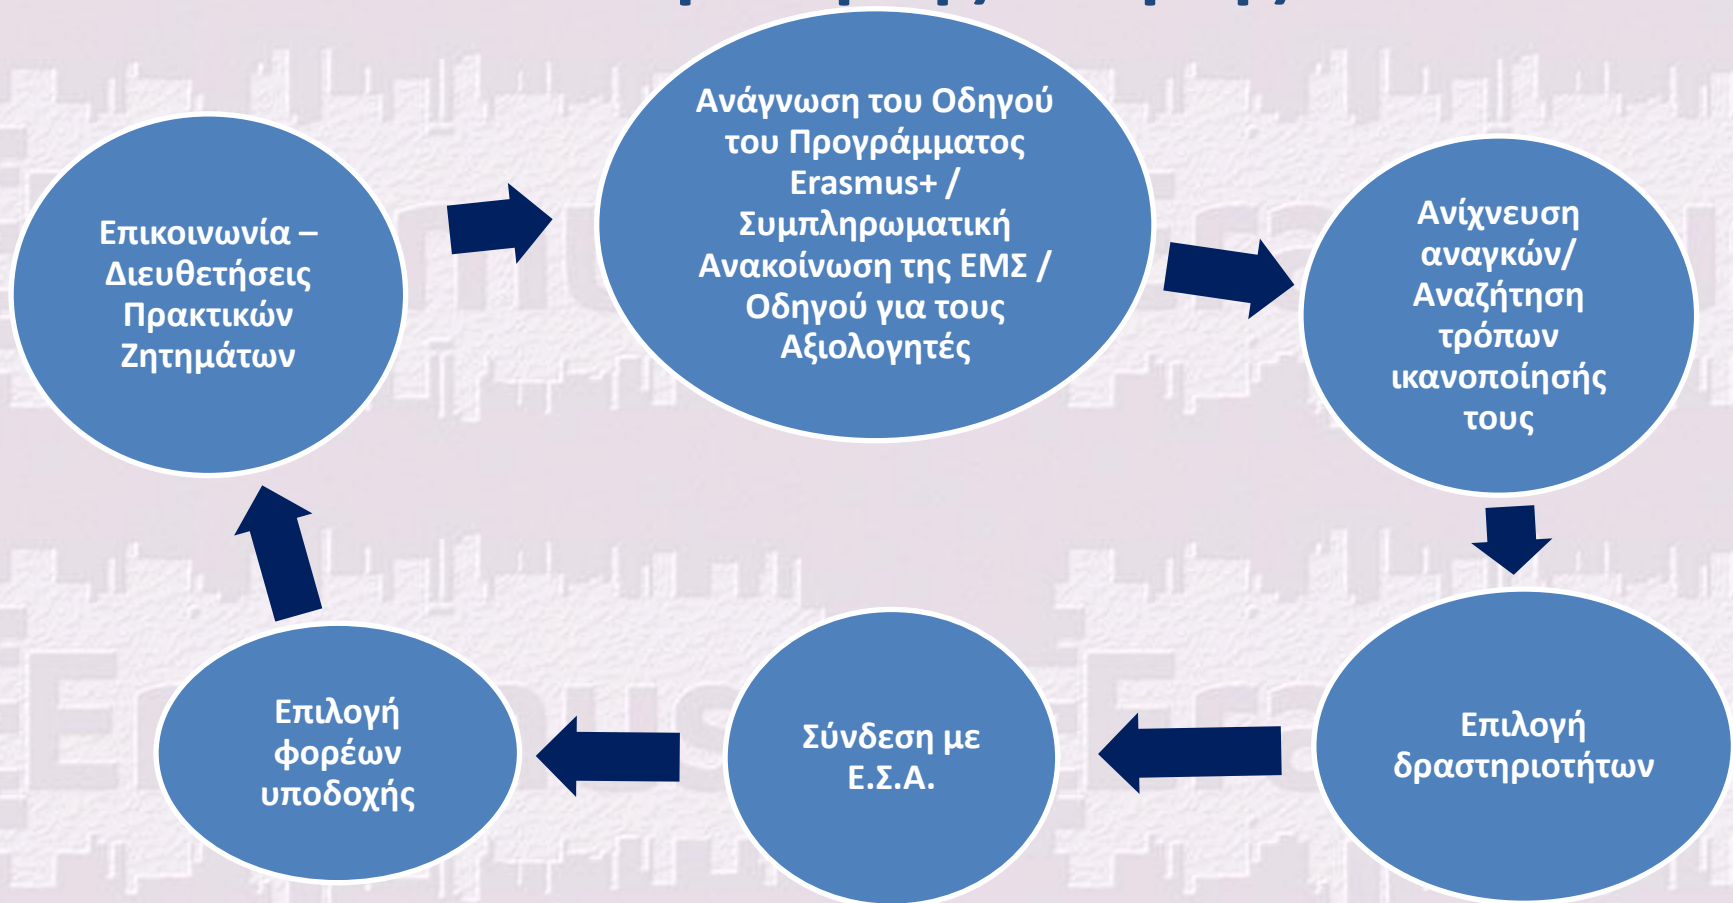 Ανάγνωση του Οδηγού
του Προγράμματος
Erasmus+ /
Συμπληρωματική
Ανακοίνωση της ΕΜΣ /
Οδηγού για τους
Αξιολογητές
Ανίχνευση
αναγκών/
Αναζήτηση
τρόπων
ικανοποίησής
τους
Επιλογή
δραστηριοτήτων
Σύνδεση με
Ε.Σ.Α.
Επιλογή
φορέων
υποδοχής
Επικοινωνία –
Διευθετήσεις
Πρακτικών
Ζητημάτων